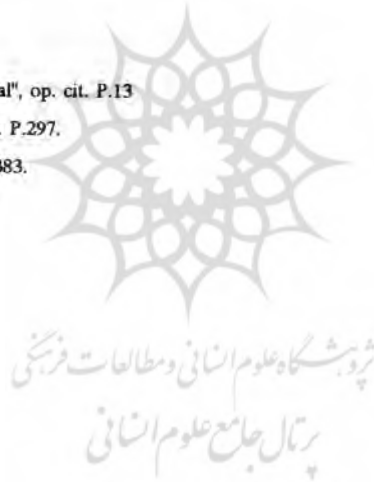 al", op. cit. P.13
. P.297.
383.
پژوهشگاه علوم انسانی و مطالعات فرهنگی
پرتال جامع علوم انسانی